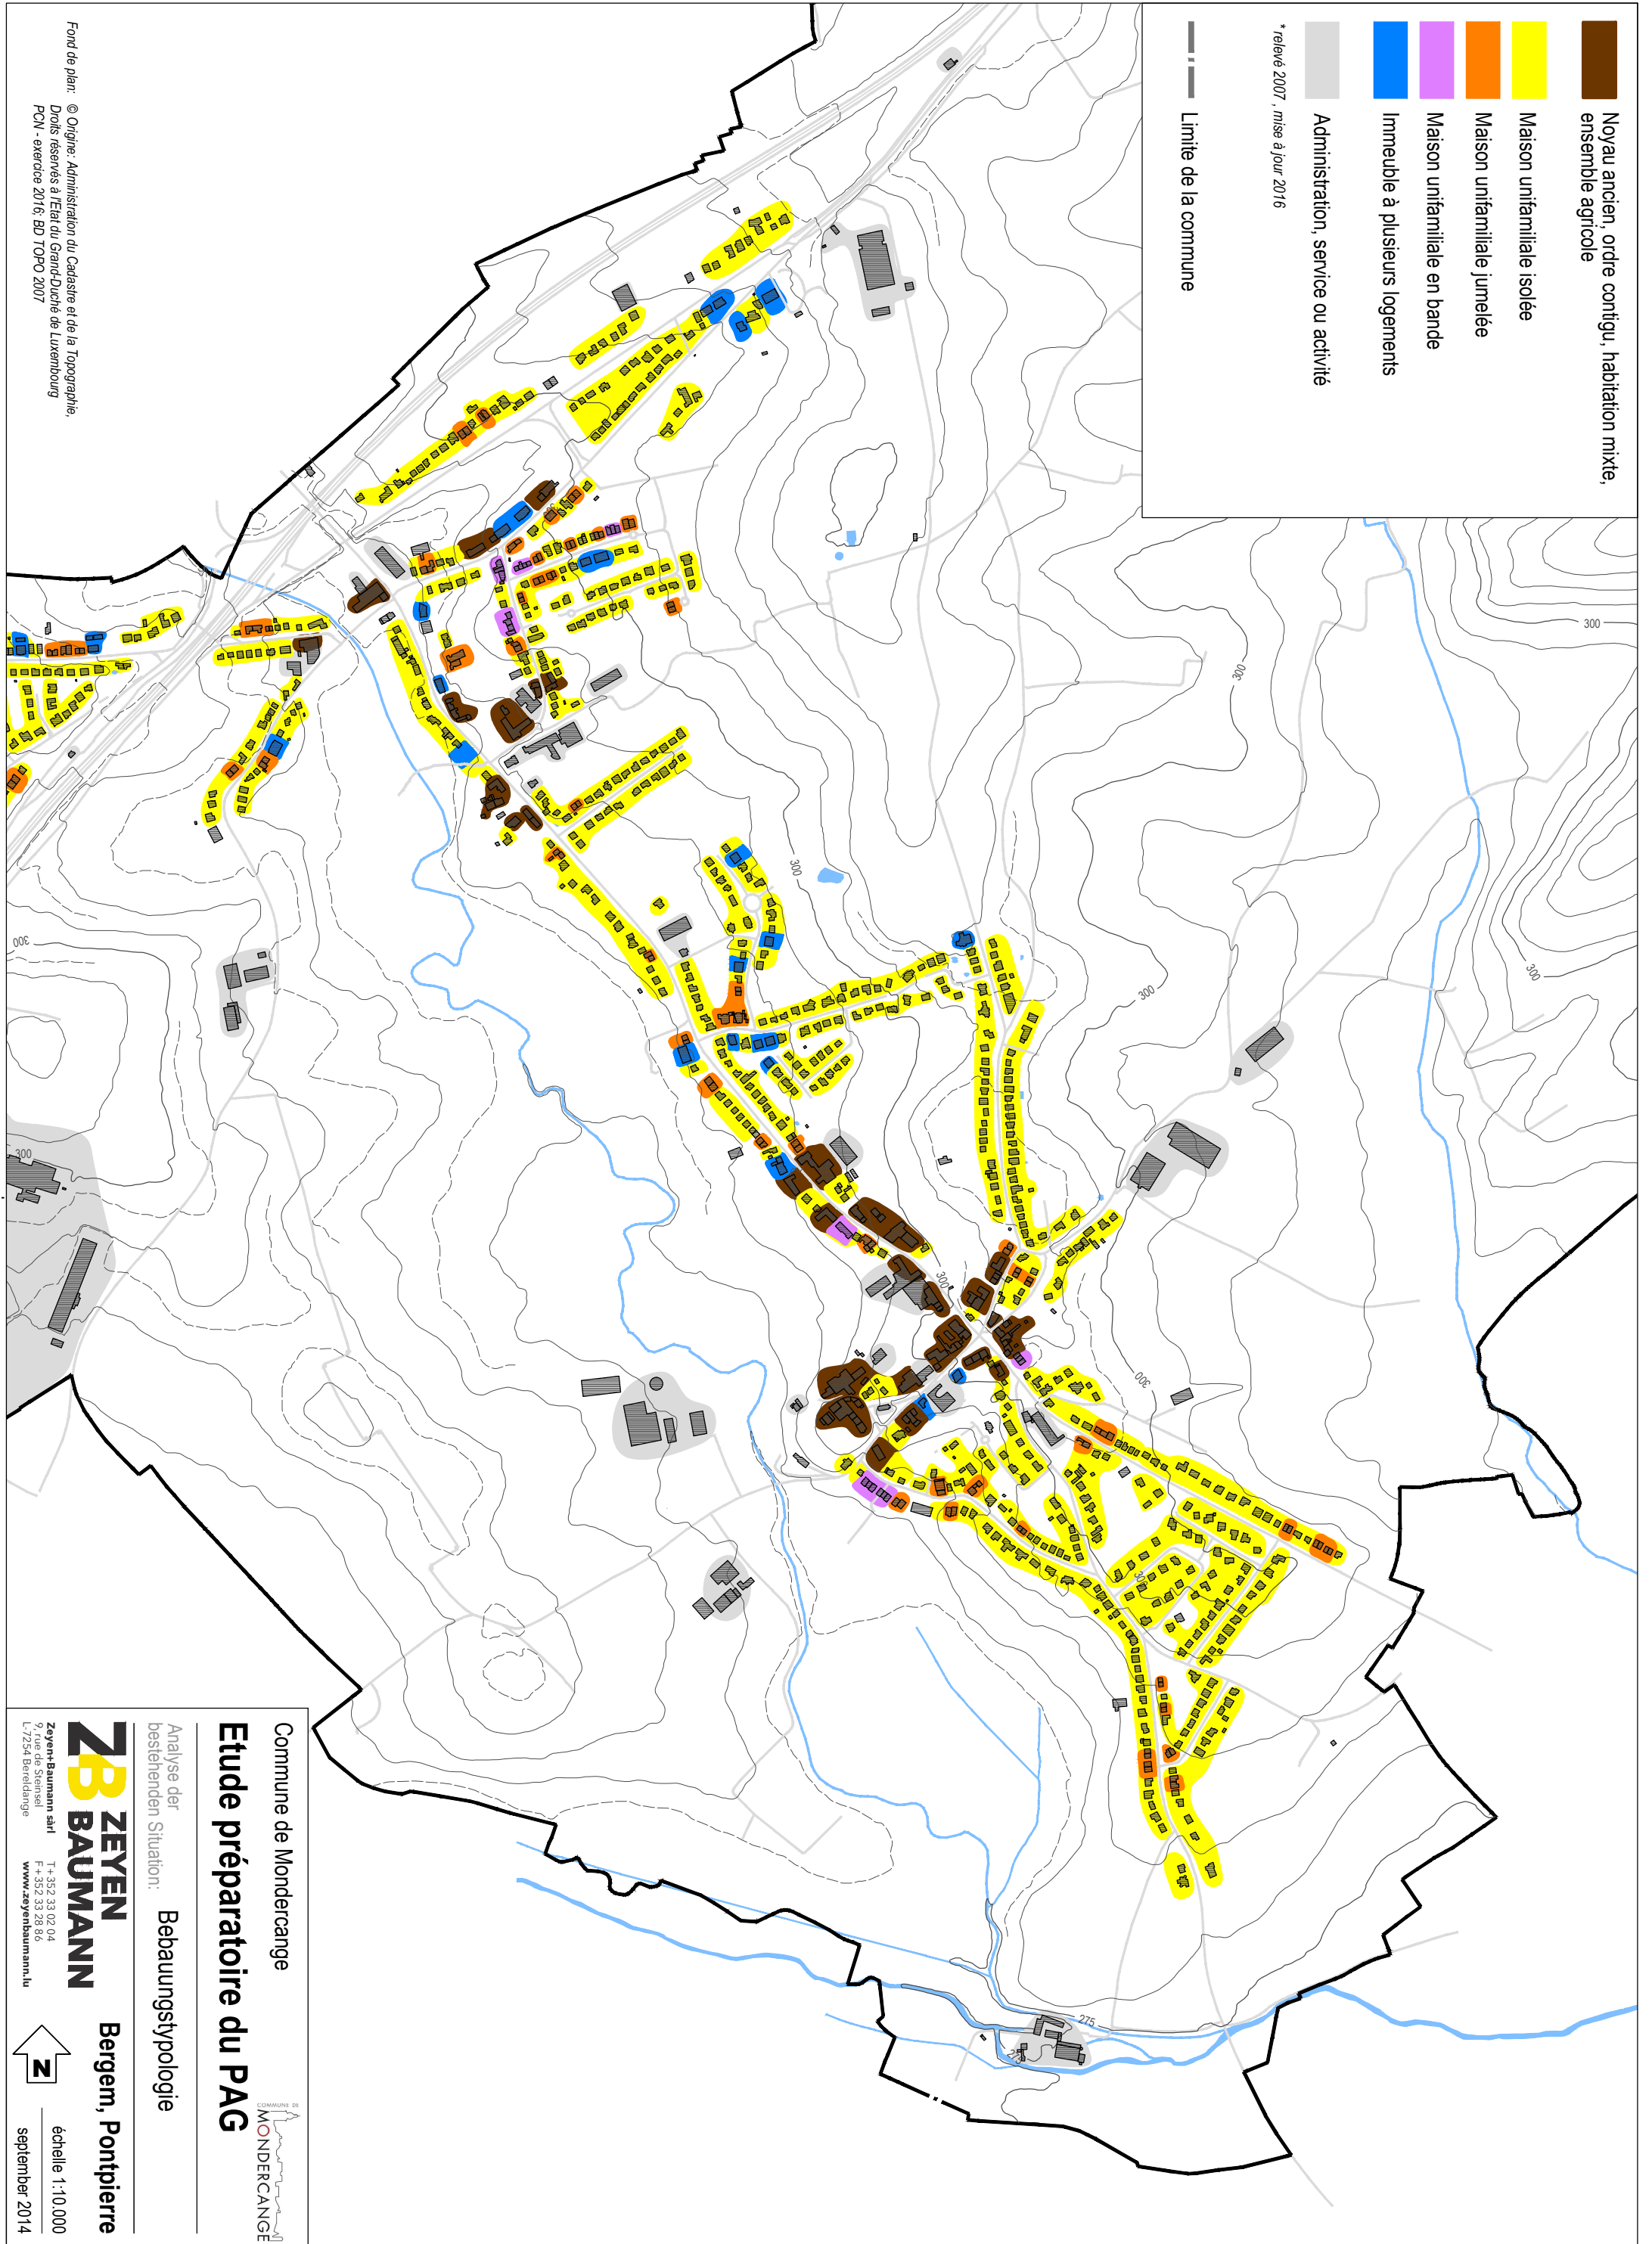 Noyau ancien, ordre contigu, habitation mixte,
ensemble agricole
Maison unifamiliale isolée
Maison unifamiliale jumelée
Maison unifamiliale en bande
Immeuble à plusieurs logements
Administration, service ou activité
* relevé 2007 , mise à jour 2016
Limite de la commune
Fond de plan: © Origine: Administration du Cadastre et de la Topographie,
Droits réservés à l'Etat du Grand-Duché de Luxembourg
PCN - exercice 2016; BD TOPO 2007
300
300
300
300
300
300
300
300
300
300
275
275
Commune de Mondercange
Etude préparatoire du PAG
COMMUNE DE
MONDERCANGE
Analyse der
bestehenden Situation:
Bebauungstypologie
ZB ZEYEN
BAUMANN
Zeyen+Baumann sàrl
9, rue de Steinsel
L-7254 Bereldange
T +352 33 02 04
F +352 33 28 86
www.zeyenbaumann.lu
Bergem, Pontpierre
N
échelle 1:10.000
september 2014